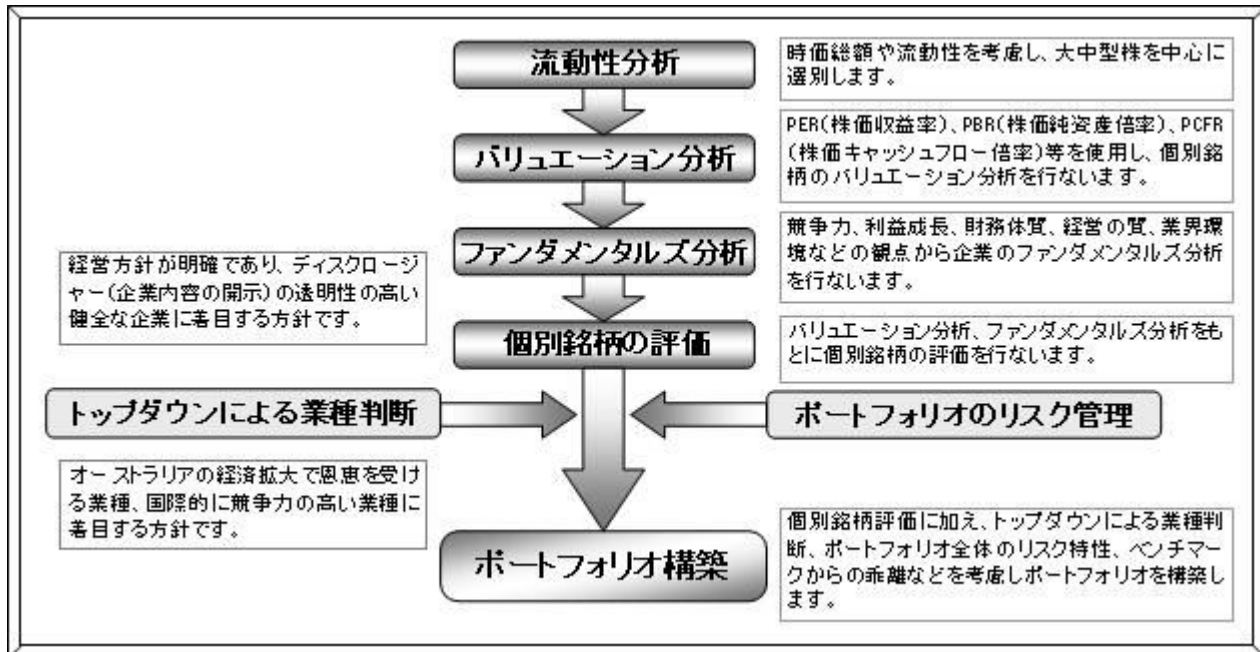 流動性分析
時価総額や流動性を考慮し、大中型株を中心に
選別します。
バリュエーション分析
PER(株価収益率)、PBR(株価純資産倍率)、PCFR
(株価キャッシュフロー倍率)等を使用し、個別銘
柄のバリュエーション分析を行ないます。
ファンダメンタルズ分析
競争力、利益成長、財務体質、経営の質、業界環
境などの観点から企業のファンダメンタルズ分析
を行ないます。
経営方針が明確であり、ディスクロージ
ャー(企業内容の開示)の透明性の高い
健全な企業に着目する方針です。
個別銘柄の評価
バリュエーション分析、ファンダメンタルズ分析をも
とに個別銘柄の評価を行ないます。
トップダウンによる業種判断
ポートフォリオのリスク管理
オーストラリアの経済拡大で恩恵を受け
る業種、国際的に競争力の高い業種に
着目する方針です。
ポートフォリオ構築
個別銘柄評価に加え、トップダウンによる業種判
断、ポートフォリオ全体のリスク特性、ベンチマー
クからの乖離などを考慮しポートフォリオを構築し
ます。